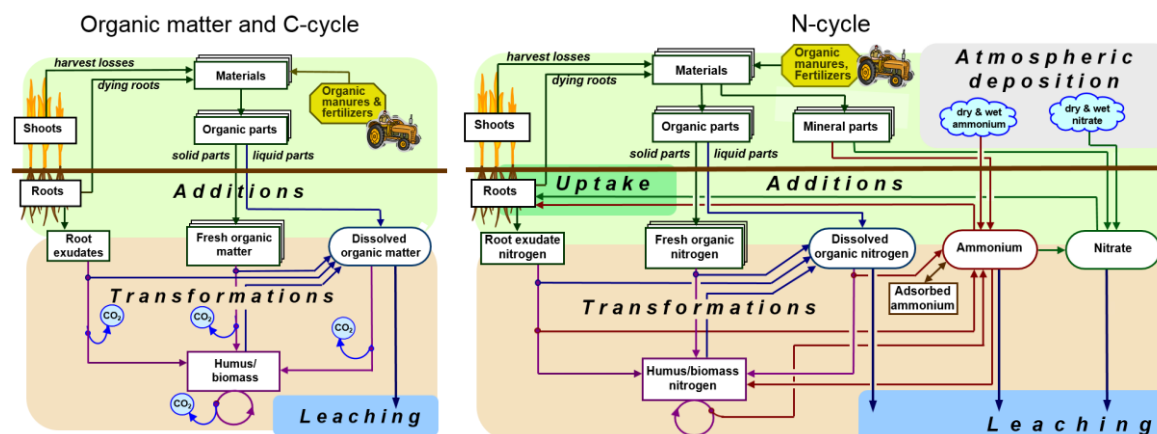 Organic matter and C-cycle
harvest losses
dying roots
Materials
Organic
manures &
fertilizers
Shoots
Organic parts
solid parts
liquid parts
Roots
Additions
Root
exudates
Fresh organic
matter
Dissolved
organic matter
Transformations
CO2
CO2
CO2
Humus/
biomass
CO2
Leaching
N-cycle
harvest losses
dying roots
Materials
Organic
manures,
Fertilizers
Atmospheric
deposition
dry & wet
ammonium
dry & wet
nitrate
Shoots
Organic parts
Mineral parts
solid parts
liquid parts
Roots
Uptake
Additions
Root exudate
nitrogen
Fresh organic
nitrogen
Dissolved
organic nitrogen
Ammonium
Nitrate
Adsorbed
ammonium
Transformations
Humus/biomass
nitrogen
Leaching